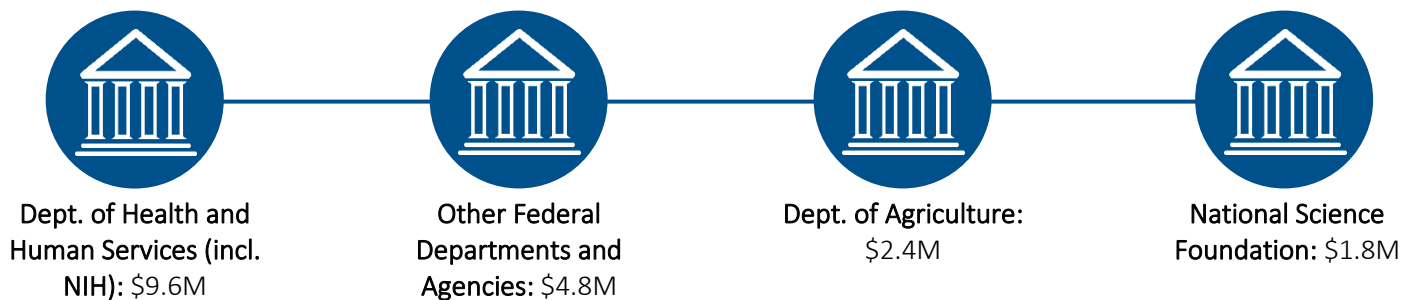 Dept. of Health and
Human Services (incl.
NIH): $9.6M
Other Federal
Departments and
Agencies: $4.8M
Dept. of Agriculture:
$2.4M
National Science
Foundation: $1.8M